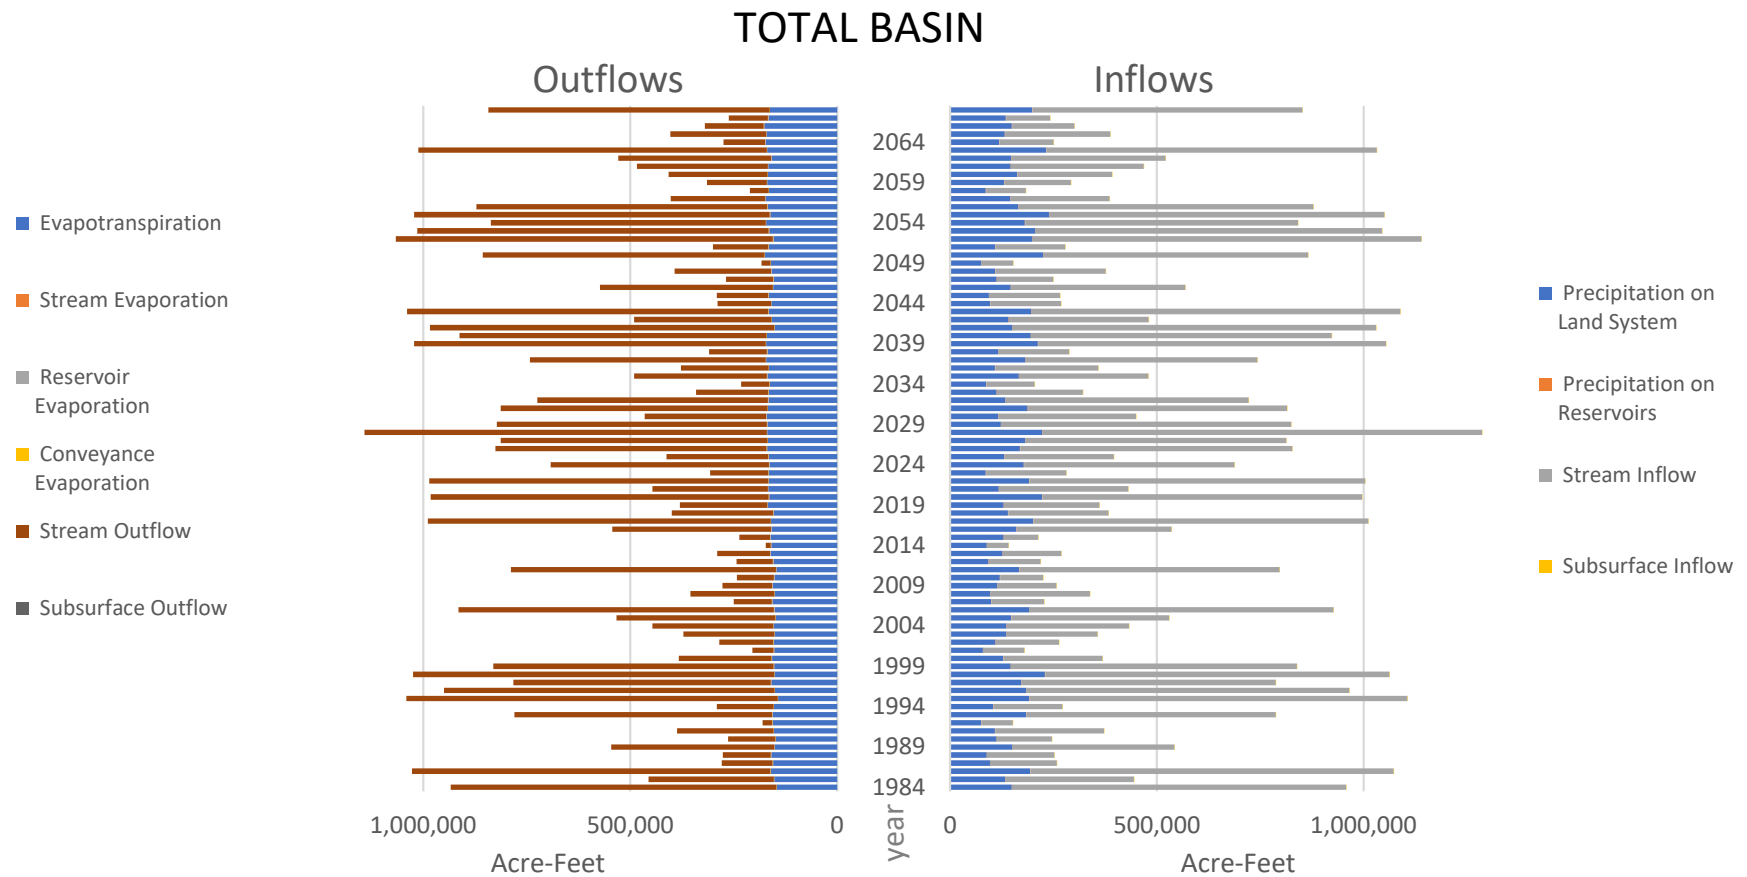 TOTAL BASIN
Outflows
Inflows
Evapotranspiration
Stream Evaporation
Reservoir
Evaporation
Conveyance
Evaporation
Stream Outflow
Subsurface Outflow
2064
2059
2054
2049
2044
2039
2034
2029
2024
2019
2014
2009
2004
1999
1994
1989
1984
year
1,000,000
500,000
0
Acre-Feet
0
500,000
1,000,000
Acre-Feet
Precipitation on
Land System
Precipitation on
Reservoirs
Stream Inflow
Subsurface Inflow